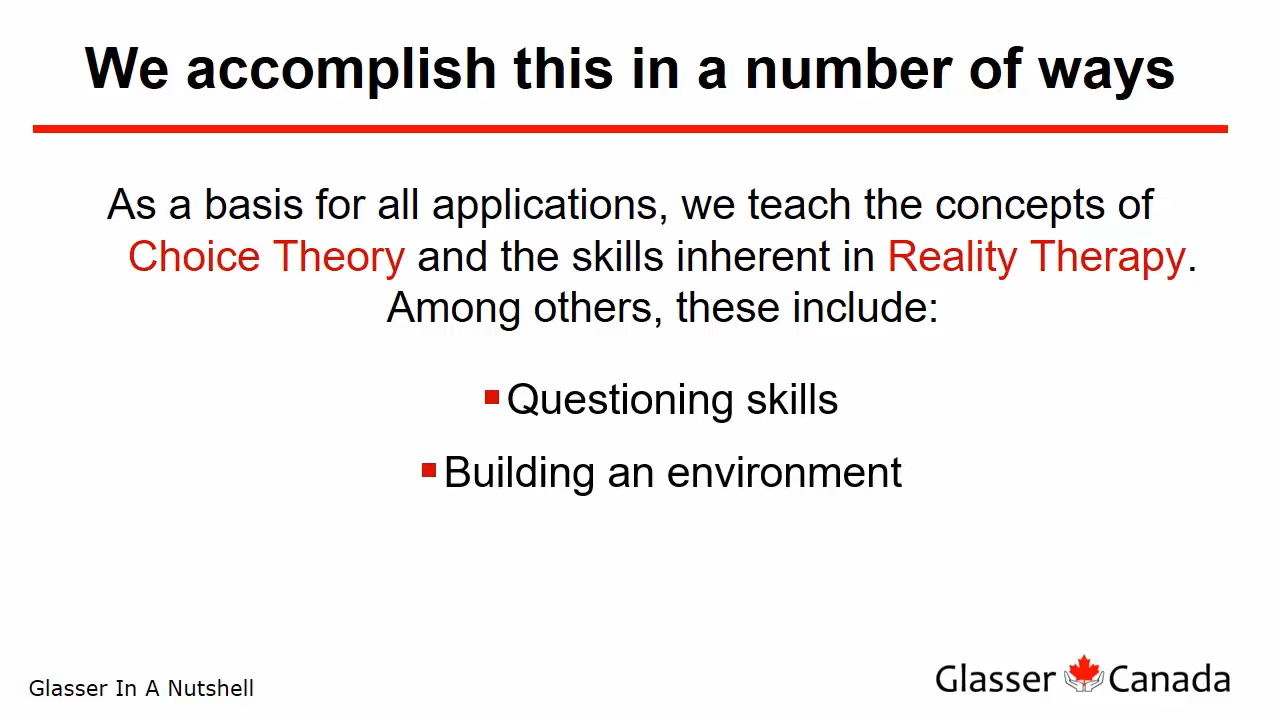 We accomplish this in a number of ways
As a basis for all applications, we teach the concepts of
Choice Theory and the skills inherent in Reality Therapy.
Among others, these include:
▪Questioning skills
▪Building an environment
Glasser In A Nutshell
Glasser Canada